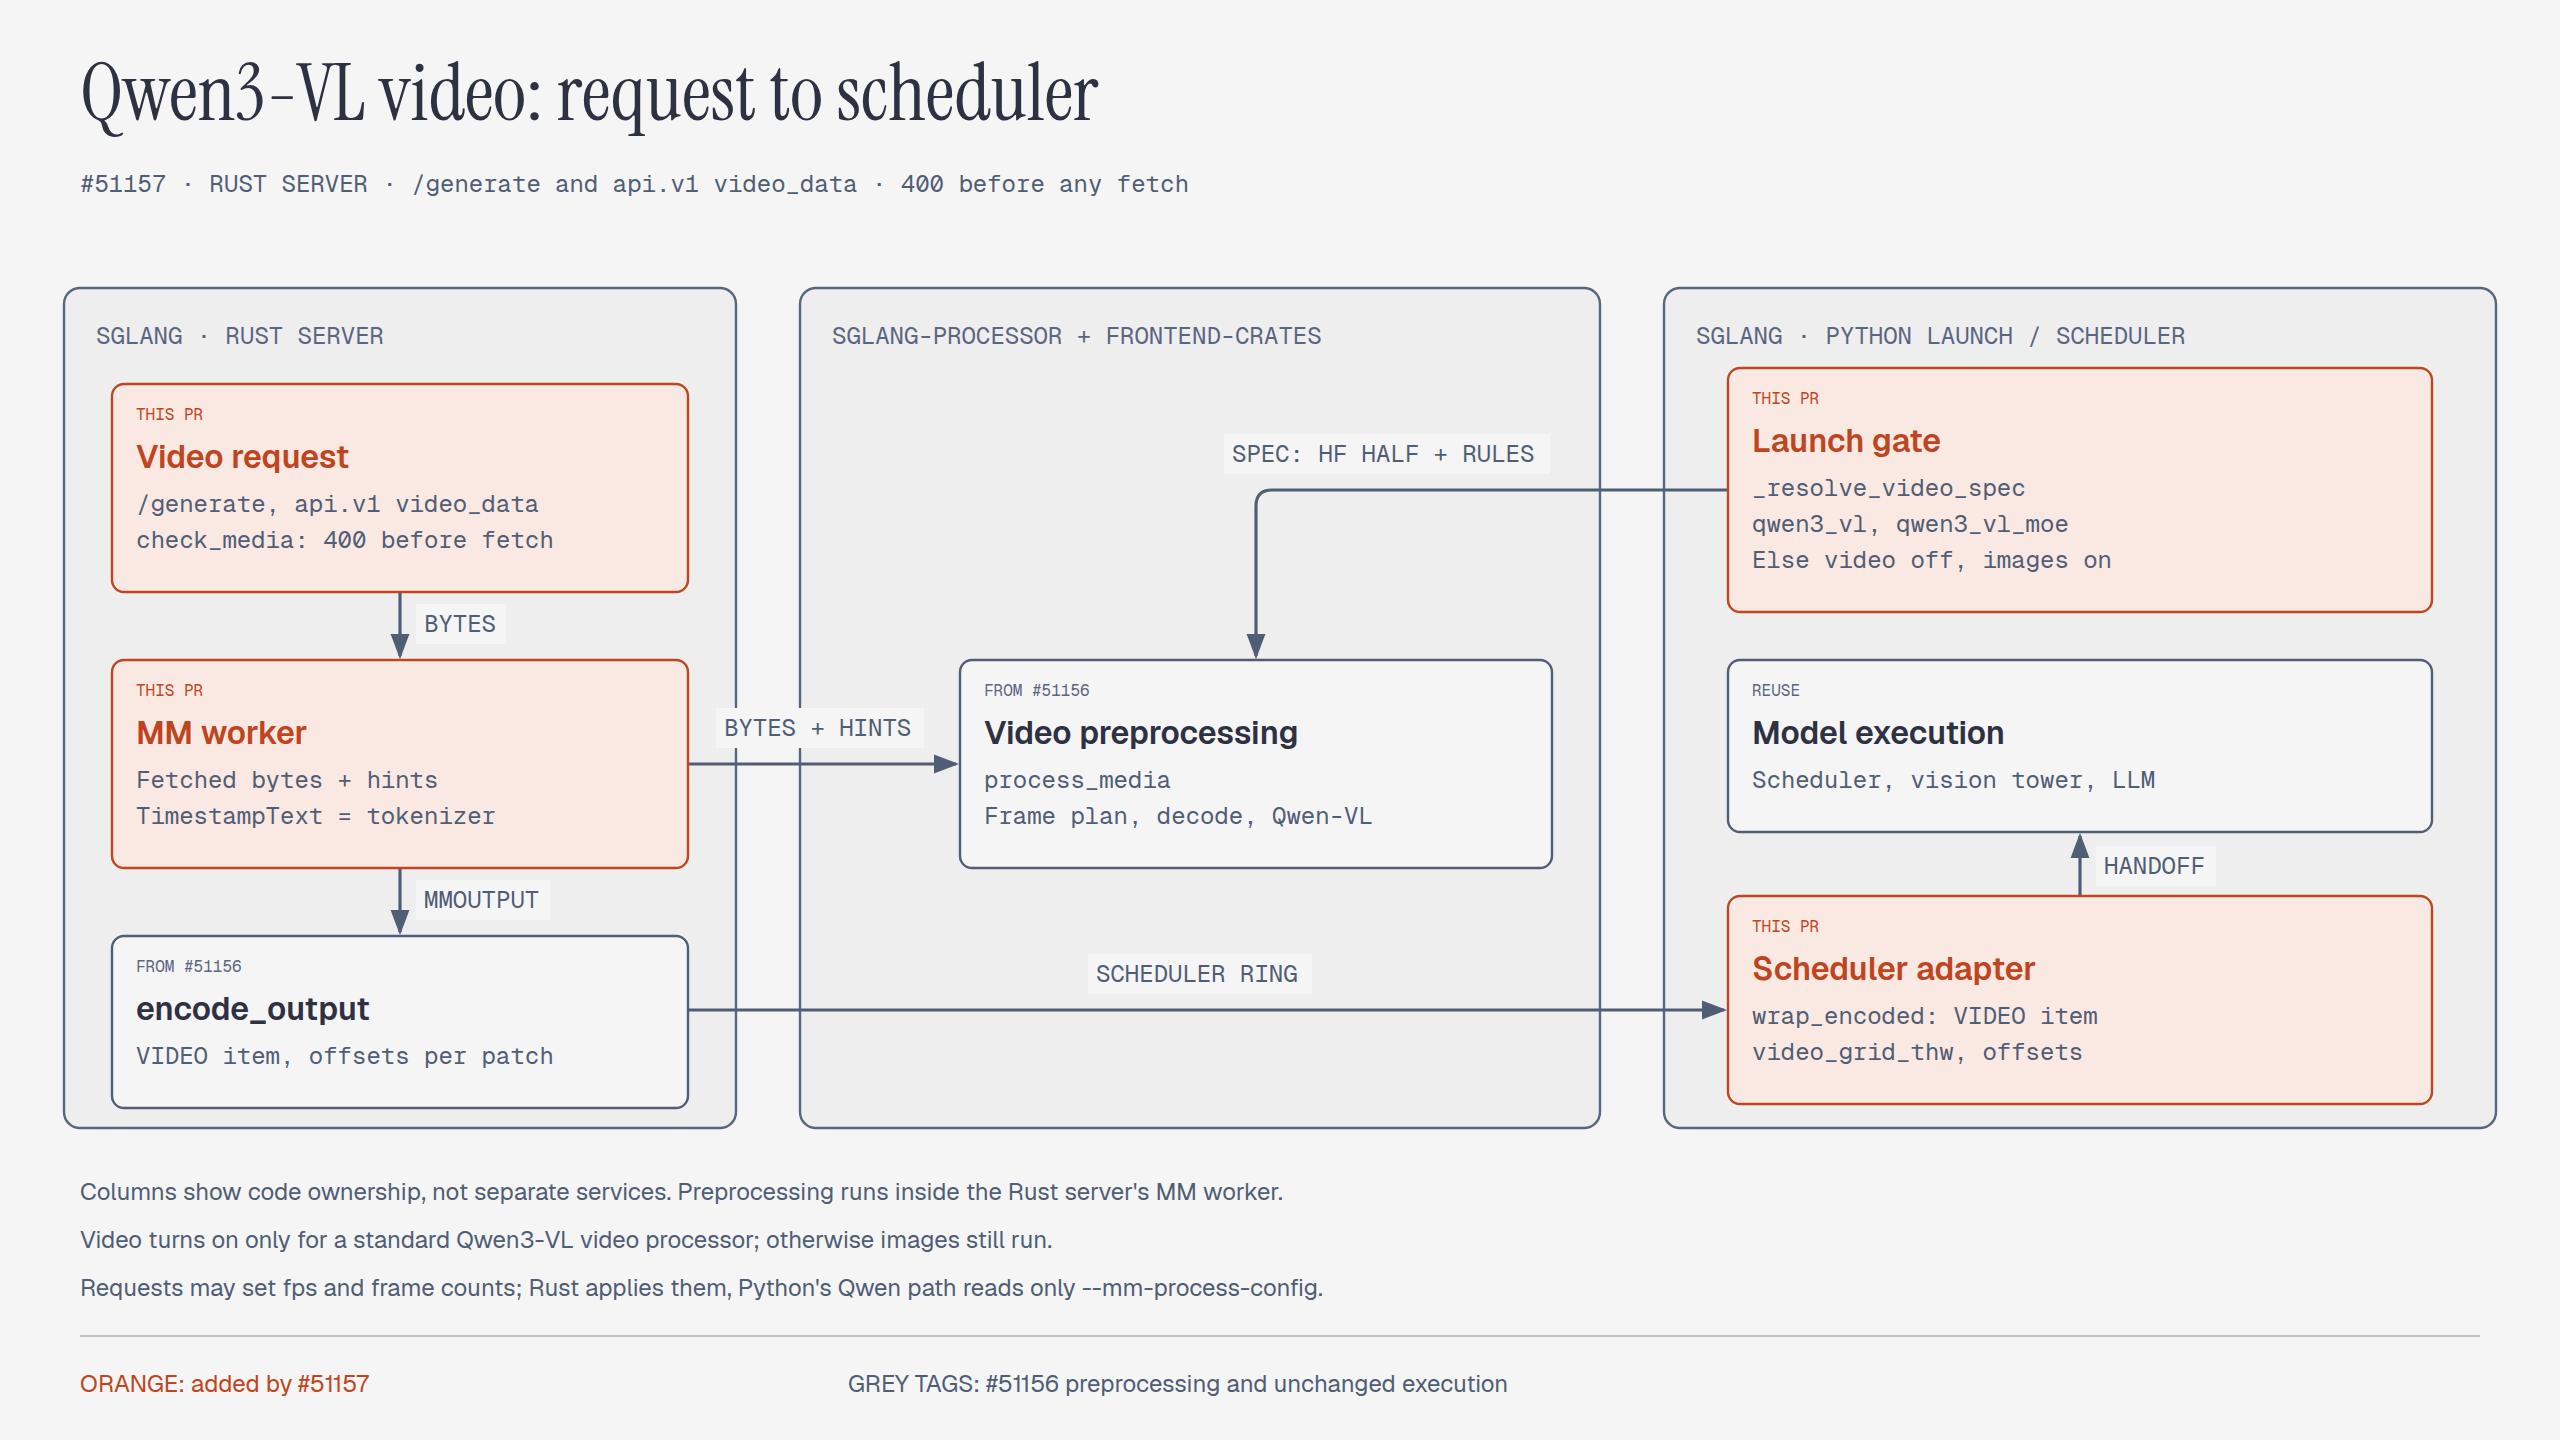 Qwen3-VL video: request to scheduler
#51157 · RUST SERVER · /generate and api.v1 video_data · 400 before any fetch
SGLANG · RUST SERVER
THIS PR
Video request
/generate, api.v1 video_data
check_media: 400 before fetch
BYTES
THIS PR
MM worker
Fetched bytes + hints
TimestampText = tokenizer
MMOUTPUT
FROM #51156
encode_output
VIDEO item, offsets per patch
BYTES + HINTS
SGLANG-PROCESSOR + FRONTEND-CRATES
SPEC: HF HALF + RULES
FROM #51156
Video preprocessing
process_media
Frame plan, decode, Qwen-VL
SCHEDULER RING
SGLANG · PYTHON LAUNCH / SCHEDULER
THIS PR
Launch gate
_resolve_video_spec
qwen3_vl, qwen3_vl_moe
Else video off, images on
REUSE
Model execution
Scheduler, vision tower, LLM
HANDOFF
THIS PR
Scheduler adapter
wrap_encoded: VIDEO item
video_grid_thw, offsets
Columns show code ownership, not separate services. Preprocessing runs inside the Rust server's MM worker.
Video turns on only for a standard Qwen3-VL video processor; otherwise images still run.
Requests may set fps and frame counts; Rust applies them, Python's Qwen path reads only --mm-process-config.
ORANGE: added by #51157
GREY TAGS: #51156 preprocessing and unchanged execution